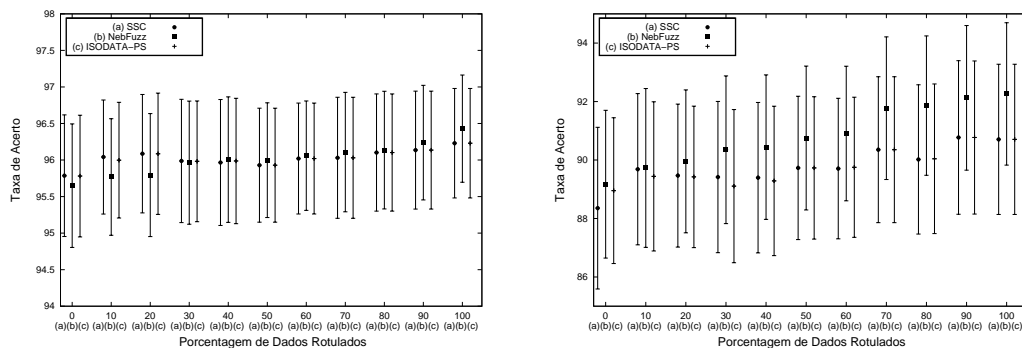 98
97.5
97
96.5
96
95.5
95
94.5
94
Taxa de Acerto
(a) SSC
(b) NebFuzz
(c) ISODATA−PS
0 10 20 30 40 50 60 70 80 90 100
(a)(b)(c) (a)(b)(c) (a)(b)(c) (a)(b)(c) (a)(b)(c) (a)(b)(c) (a)(b)(c) (a)(b)(c) (a)(b)(c) (a)(b)(c) (a)(b)(c)
Porcentagem de Dados Rotulados
94
92
90
88
86
Taxa de Acerto
(a) SSC
(b) NebFuzz
(c) ISODATA−PS
0 10 20 30 40 50 60 70 80 90 100
(a)(b)(c) (a)(b)(c) (a)(b)(c) (a)(b)(c) (a)(b)(c) (a)(b)(c) (a)(b)(c) (a)(b)(c) (a)(b)(c) (a)(b)(c) (a)(b)(c)
Porcentagem de Dados Rotulados